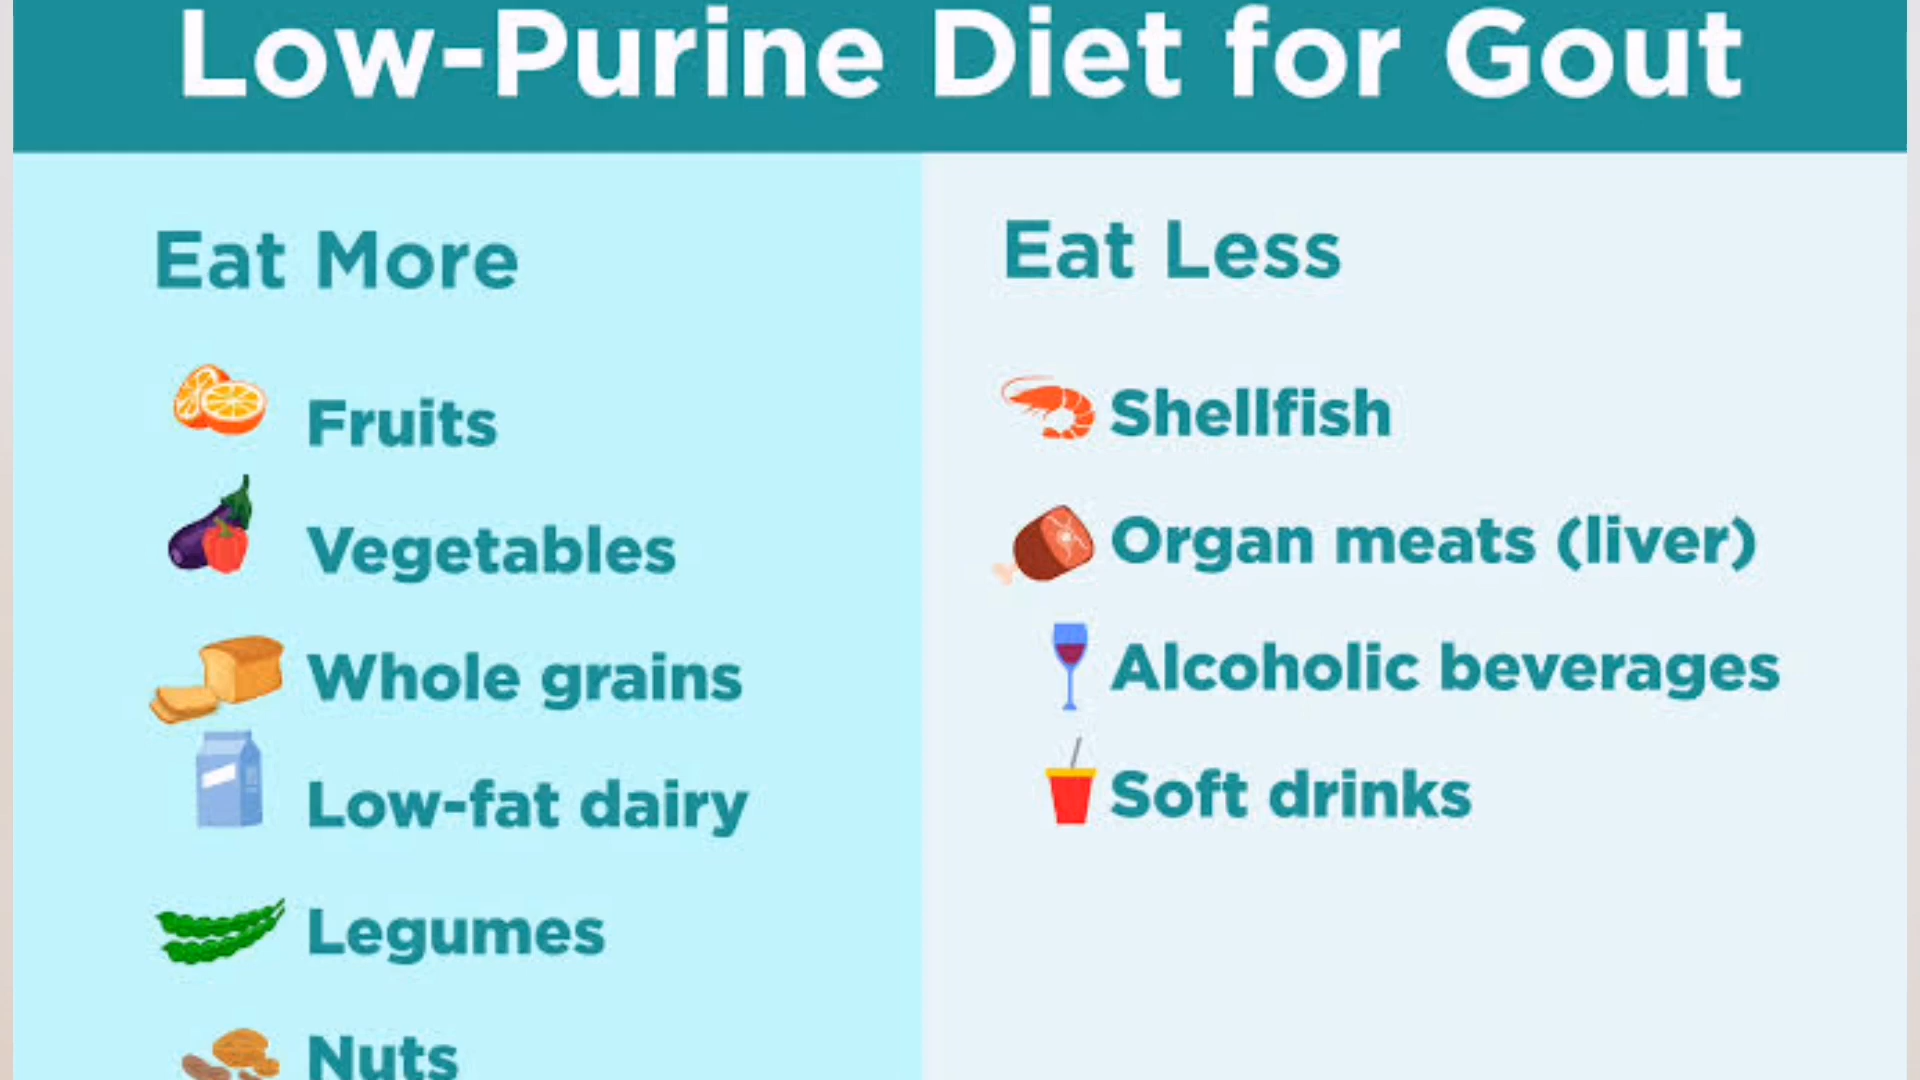 Low-Purine Diet for Gout
Eat More
Fruits
Vegetables
Whole grains
Low-fat dairy
Legumes
Nuts
Eat Less
Shellfish
Organ meats (liver)
Alcoholic beverages
Soft drinks